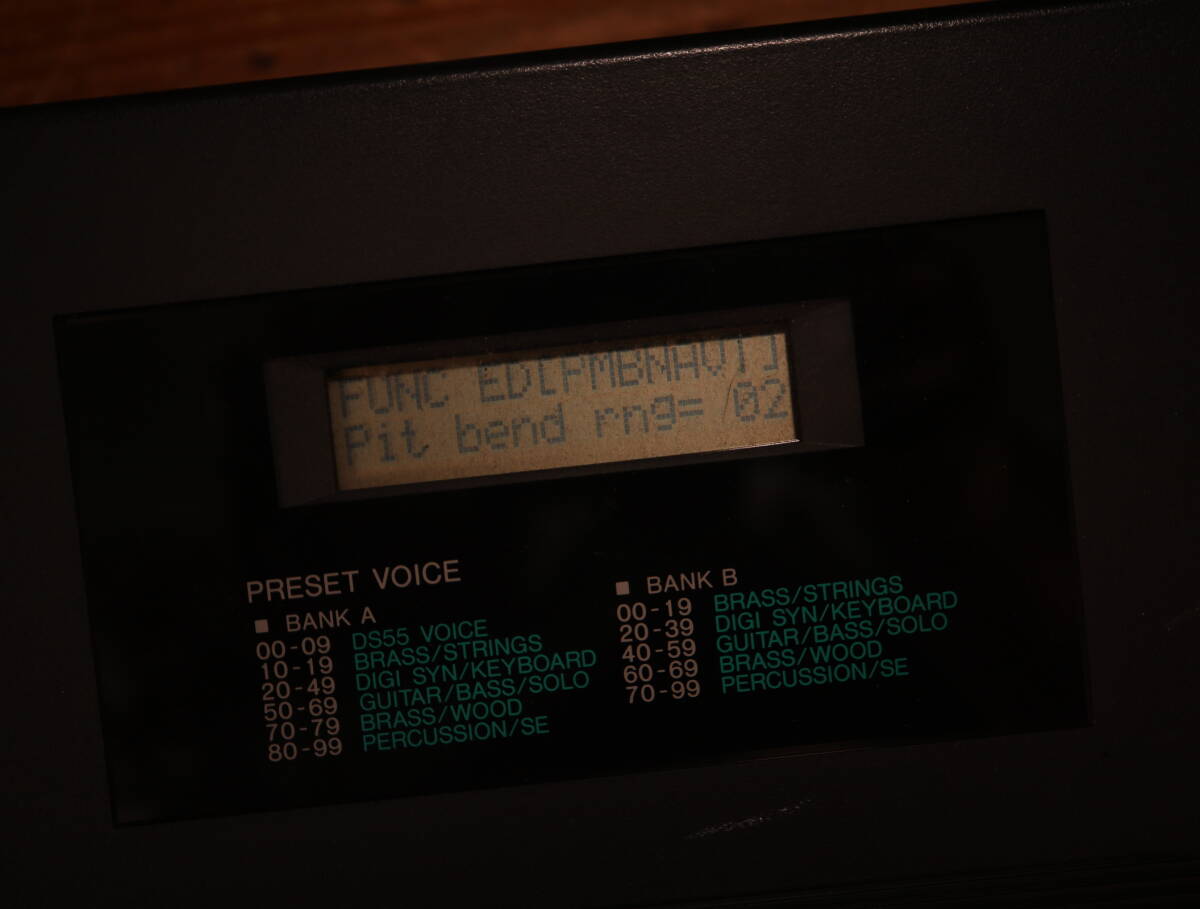 FUNC ED[PMBNAVT]
Pit bend rng= 02
PRESET VOICE
■ BANK A
00-09 DS55 VOICE
10-19 BRASS/STRINGS
20-49 DIGI SYN/KEYBOARD
50-69 GUITAR/BASS/SOLO
70-79 BRASS/WOOD
80-99 PERCUSSION/SE
■ BANK B
00-19 BRASS/STRINGS
20-39 DIGI SYN/KEYBOARD
40-59 GUITAR/BASS/SOLO
60-69 BRASS/WOOD
70-99 PERCUSSION/SE